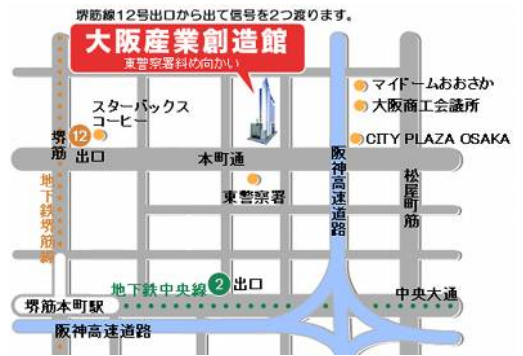 堺筋線12号出口から出て信号を2つ渡ります。
大阪産業創造館
東警察署斜め向かい
マイドームおおさか
大阪商工会議所
CITY PLAZA OSAKA
スターバックス
コーヒー
堺筋
12
出口
本町通
阪神高速道路
松屋町筋
東警察署
地下鉄堺筋線
地下鉄中央線
2
出口
中央大通
堺筋本町駅
阪神高速道路